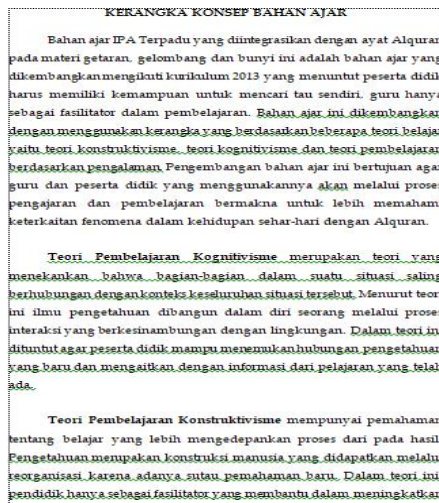 KERANGKA KONSEP BAHAN AJAR
Bahan ajar IPA Terpadu yang diintegrasikan dengan ayat Alquran
pada materi getaran, gelombang dan bunyi ini adalah bahan ajar yang
dikembangkan mengikuti kurikulum 2013 yang menuntut peserta didik
harus memiliki kemampuan untuk mencari tau sendiri, guru hanya
sebagai fasilitator dalam pembelajaran. Bahan ajar ini dikembangkan
dengan menggunakan kerangka yang berdasarkan beberapa teori belajar
yaitu teori konstruktivisme, teori kognitivisme dan teori pembelajaran
berdasarkan pengalaman. Pengembangan bahan ajar ini bertujuan agar
guru dan peserta didik yang menggunakannya akan melalui proses
pengajaran dan pembelajaran bermakna untuk lebih memahami
keterkaitan fenomena dalam kehidupan sehar-hari dengan Alquran.
Teori Pembelajaran Kognitivisme merupakan teori yang
menekankan bahwa bagian-bagian dalam suatu situasi saling
berhubungan dengan konteks keseluruhan situasi tersebut. Menurut teori
ini ilmu pengetahuan dibangun dalam diri seorang melalui proses
interaksi yang berkesinambungan dengan lingkungan. Dalam teori ini
dituntut agar peserta didik mampu menemukan hubungan pengetahuan
yang baru dan mengaitkan dengan informasi dari pelajaran yang telah
ada.
Teori Pembelajaran Konstruktivisme mempunyai pemahaman
tentang belajar yang lebih mengedepankan proses dari pada hasil.
Pengetahuan merupakan konstruksi manusia yang didapatkan melalui
reorganisasi karena adanya sutau pemahaman baru. Dalam teori ini
pendidik hanya sebagai fasilitator yang membantu dalam meningkatkan